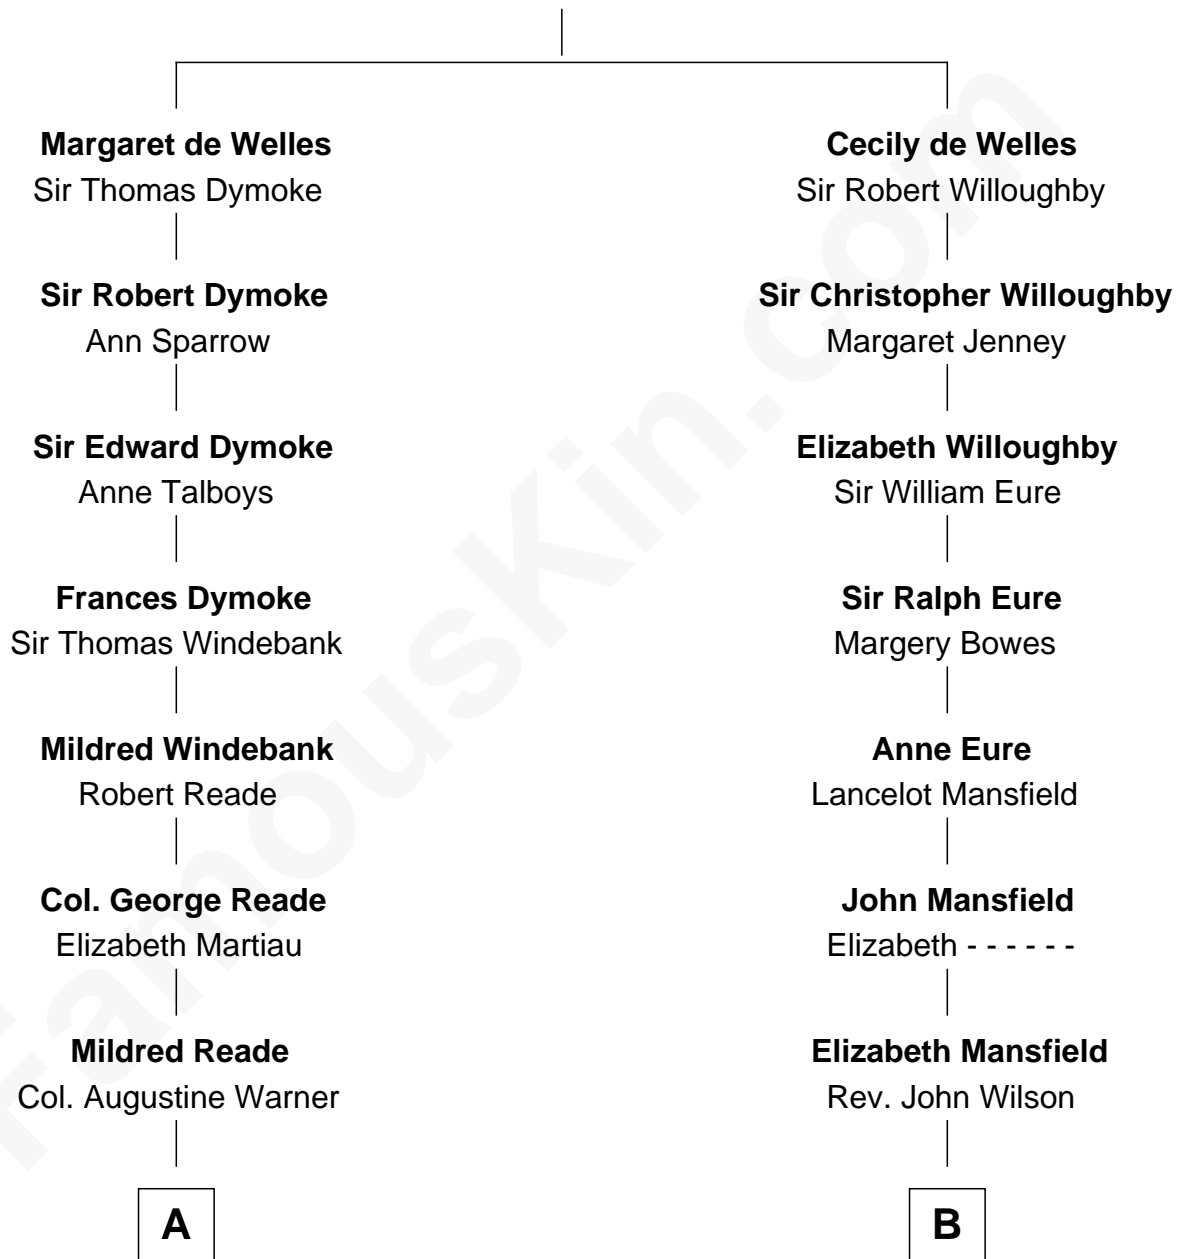 Margaret de Welles
Sir Thomas Dymoke
Sir Robert Dymoke
Ann Sparrow
Sir Edward Dymoke
Anne Talboys
Frances Dymoke
Sir Thomas Windebank
Mildred Windebank
Robert Reade
Col. George Reade
Elizabeth Martiau
Mildred Reade
Col. Augustine Warner
A
Cecily de Welles
Sir Robert Willoughby
Sir Christopher Willoughby
Margaret Jenney
Elizabeth Willoughby
Sir William Eure
Sir Ralph Eure
Margery Bowes
Anne Eure
Lancelot Mansfield
John Mansfield
Elizabeth - - - - - -
Elizabeth Mansfield
Rev. John Wilson
B
FamousKin.com